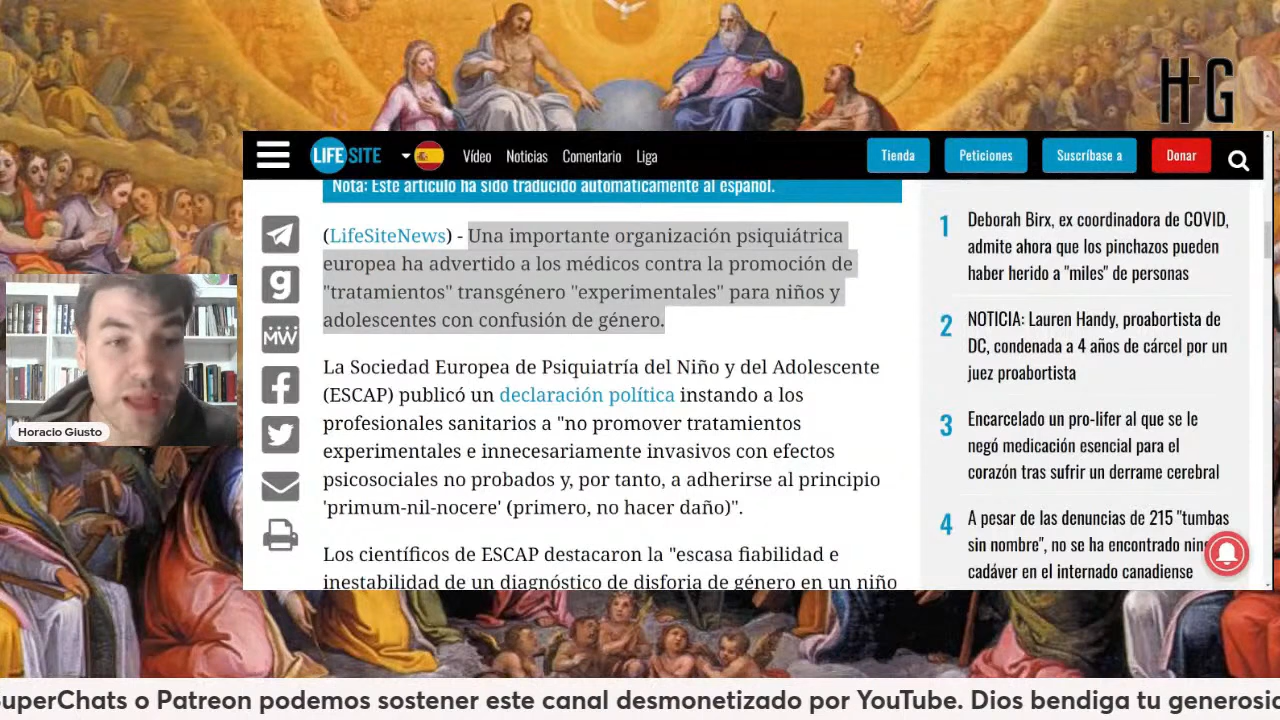 H-G
LIFE SITE
Vídeo
Noticias
Comentario
Liga
Tienda
Peticiones
Suscríbase a
Donar
Nota: Este artículo ha sido traducido automáticamente al español.
(LifeSiteNews) - Una importante organización psiquiátrica
europea ha advertido a los médicos contra la promoción de
"tratamientos" transgénero "experimentales" para niños y
adolescentes con confusión de género.
La Sociedad Europea de Psiquiatría del Niño y del Adolescente
(ESCAP) publicó un declaración política instando a los
profesionales sanitarios a "no promover tratamientos
experimentales e innecesariamente invasivos con efectos
psicosociales no probados y, por tanto, a adherirse al principio
'primum-nil-nocere' (primero, no hacer daño)".
Los científicos de ESCAP destacaron la "escasa fiabilidad e
inestabilidad de un diagnóstico de disforia de género en un niño
1
Deborah Birx, ex coordinadora de COVID,
admite ahora que los pinchazos pueden
haber herido a "miles" de personas
2
NOTICIA: Lauren Handy, proabortista de
DC, condenada a 4 años de cárcel por un
juez proabortista
3
Encarcelado un pro-lifer al que se le
negó medicación esencial para el
corazón tras sufrir un derrame cerebral
4
A pesar de las denuncias de 215 "tumbas
sin nombre", no se ha encontrado nin
cadáver en el internado canadiense
g
MW
Horacio Giusto
uperChats o Patreon podemos sostener este canal desmonetizado por YouTube. Dios bendiga tu generosi